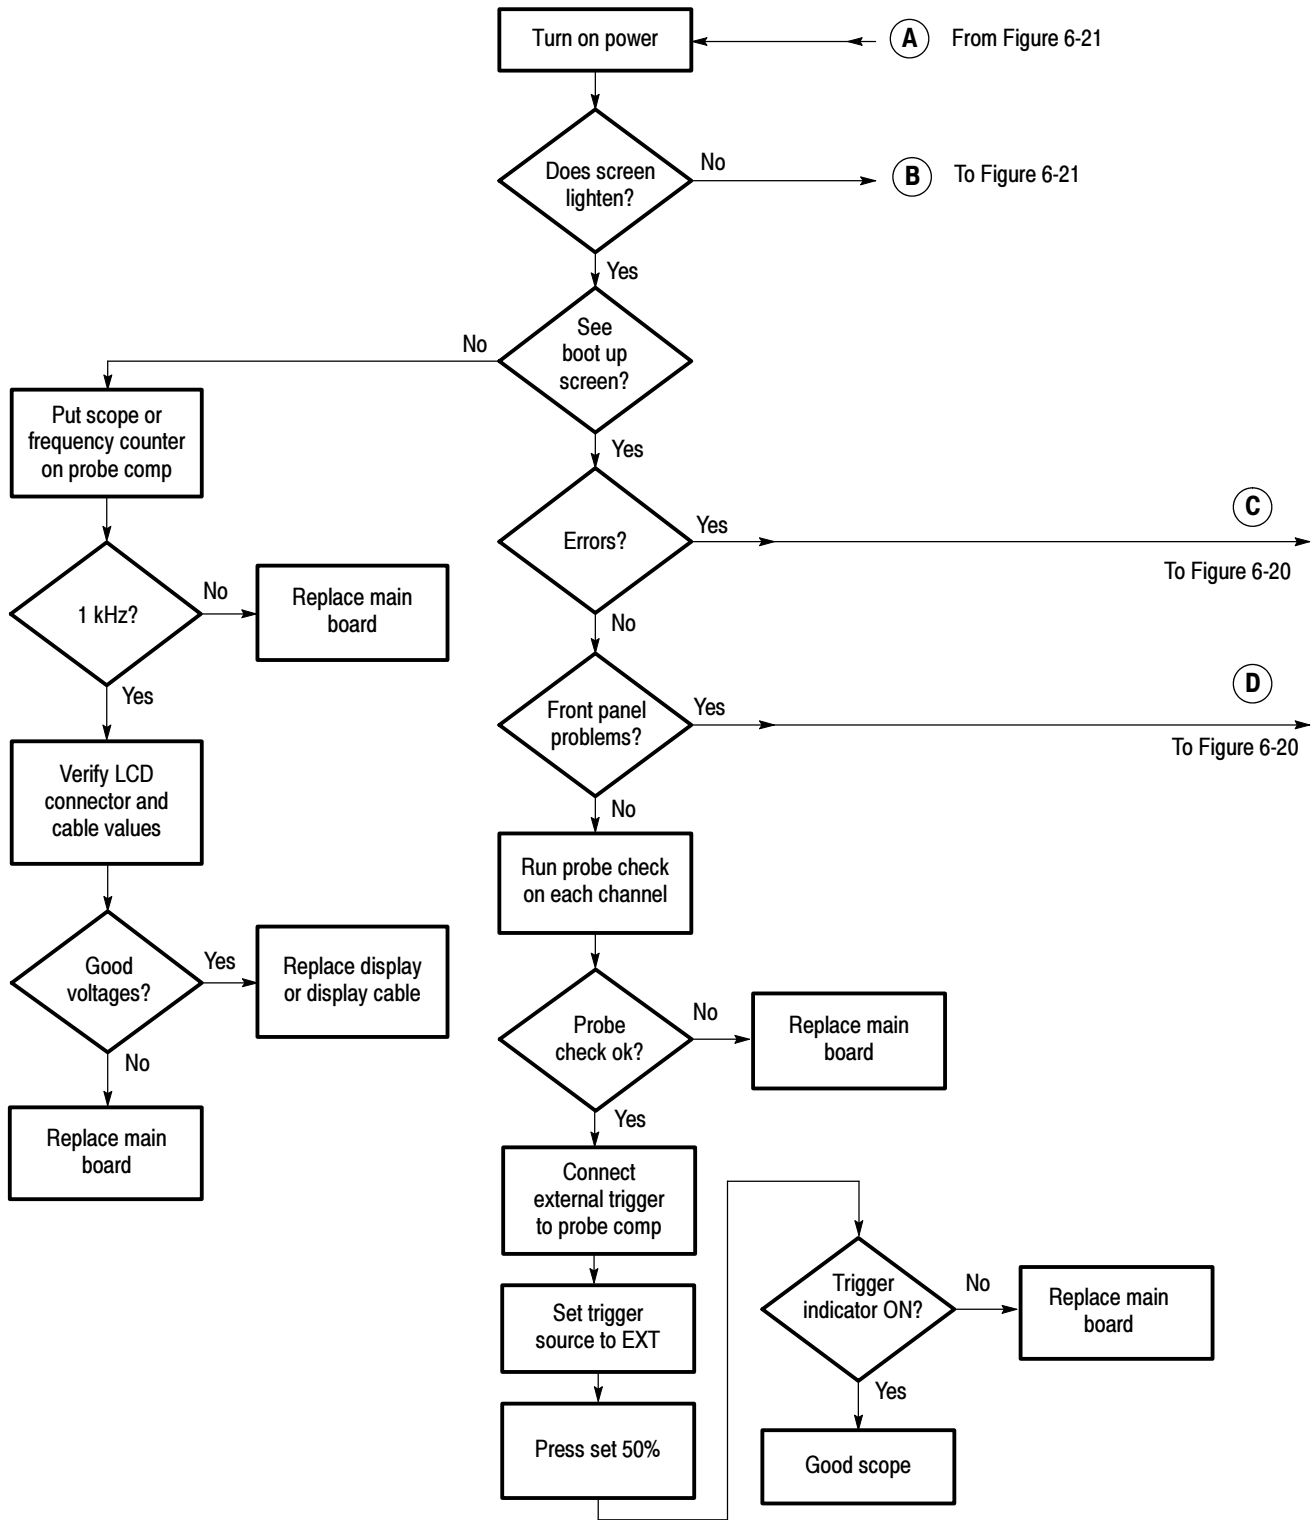 Turn on power
A
From Figure 6-21
Does screen
lighten?
No
B
To Figure 6-21
Yes
See
boot up
screen?
No
Yes
Put scope or
frequency counter
on probe comp
Errors?
Yes
C
To Figure 6-20
No
1 kHz?
No
Replace main
board
Yes
Front panel
problems?
Yes
D
To Figure 6-20
No
Verify LCD
connector and
cable values
Run probe check
on each channel
Good
voltages?
Yes
Replace display
or display cable
No
Replace main
board
Probe
check ok?
No
Replace main
board
Yes
Connect
external trigger
to probe comp
Set trigger
source to EXT
Press set 50%
Trigger
indicator ON?
No
Replace main
board
Yes
Good scope